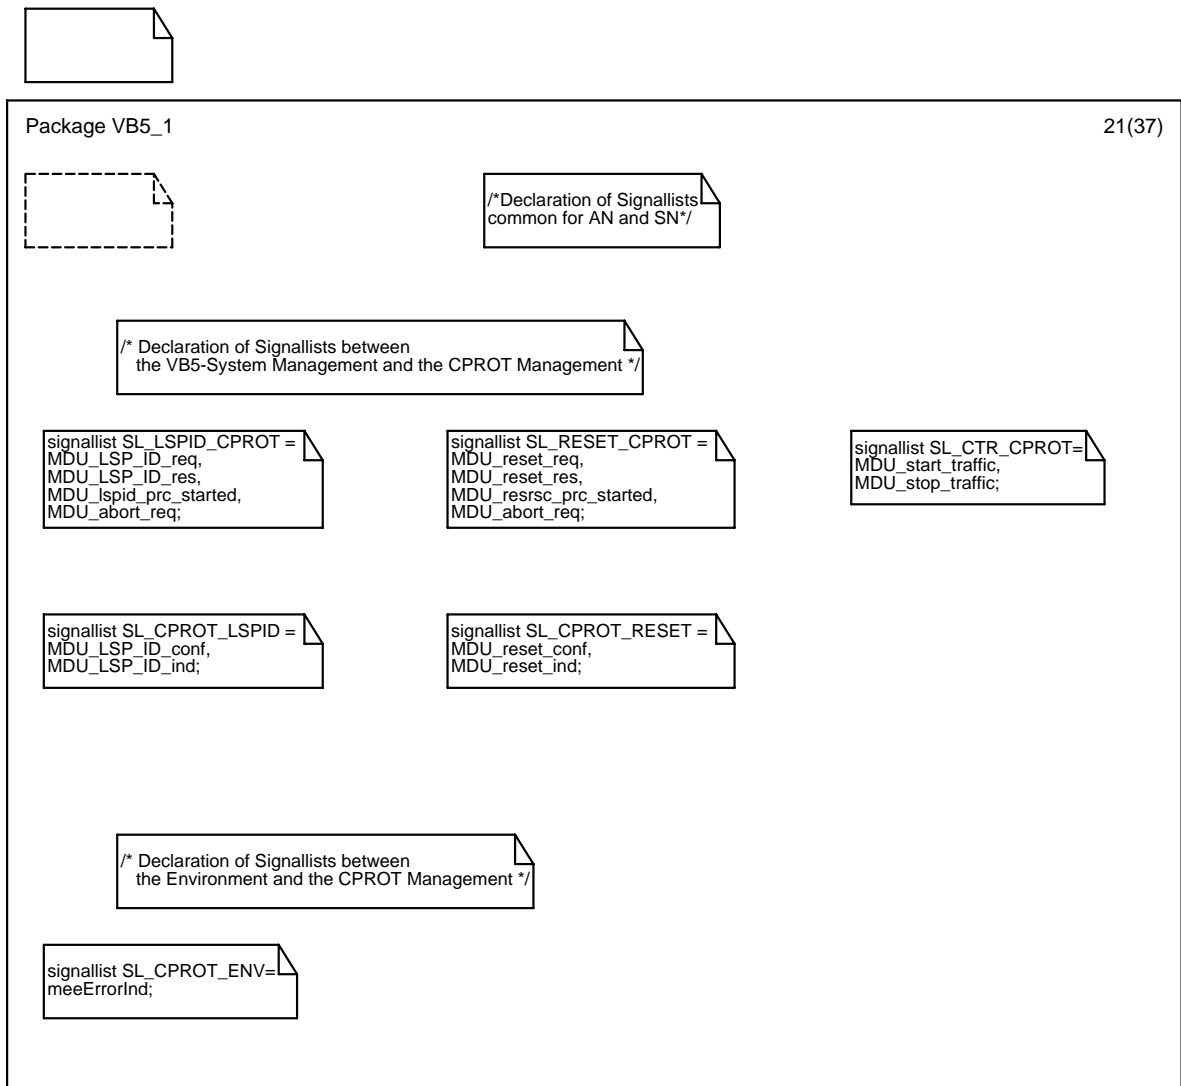 Package VB5_1
21(37)
/*Declaration of Signallists
common for AN and SN*/
/* Declaration of Signallists between
the VB5-System Management and the CPROT Management */
signallist SL_LSPID_CPROT =
MDU_LSP_ID_req,
MDU_LSP_ID_res,
MDU_lspid_prc_started,
MDU_abort_req;
signallist SL_RESET_CPROT =
MDU_reset_req,
MDU_reset_res,
MDU_resrsc_prc_started,
MDU_abort_req;
signallist SL_CTR_CPROT=
MDU_start_traffic,
MDU_stop_traffic;
signallist SL_CPROT_LSPID =
MDU_LSP_ID_conf,
MDU_LSP_ID_ind;
signallist SL_CPROT_RESET =
MDU_reset_conf,
MDU_reset_ind;
/* Declaration of Signallists between
the Environment and the CPROT Management */
signallist SL_CPROT_ENV=
meeErrorInd;